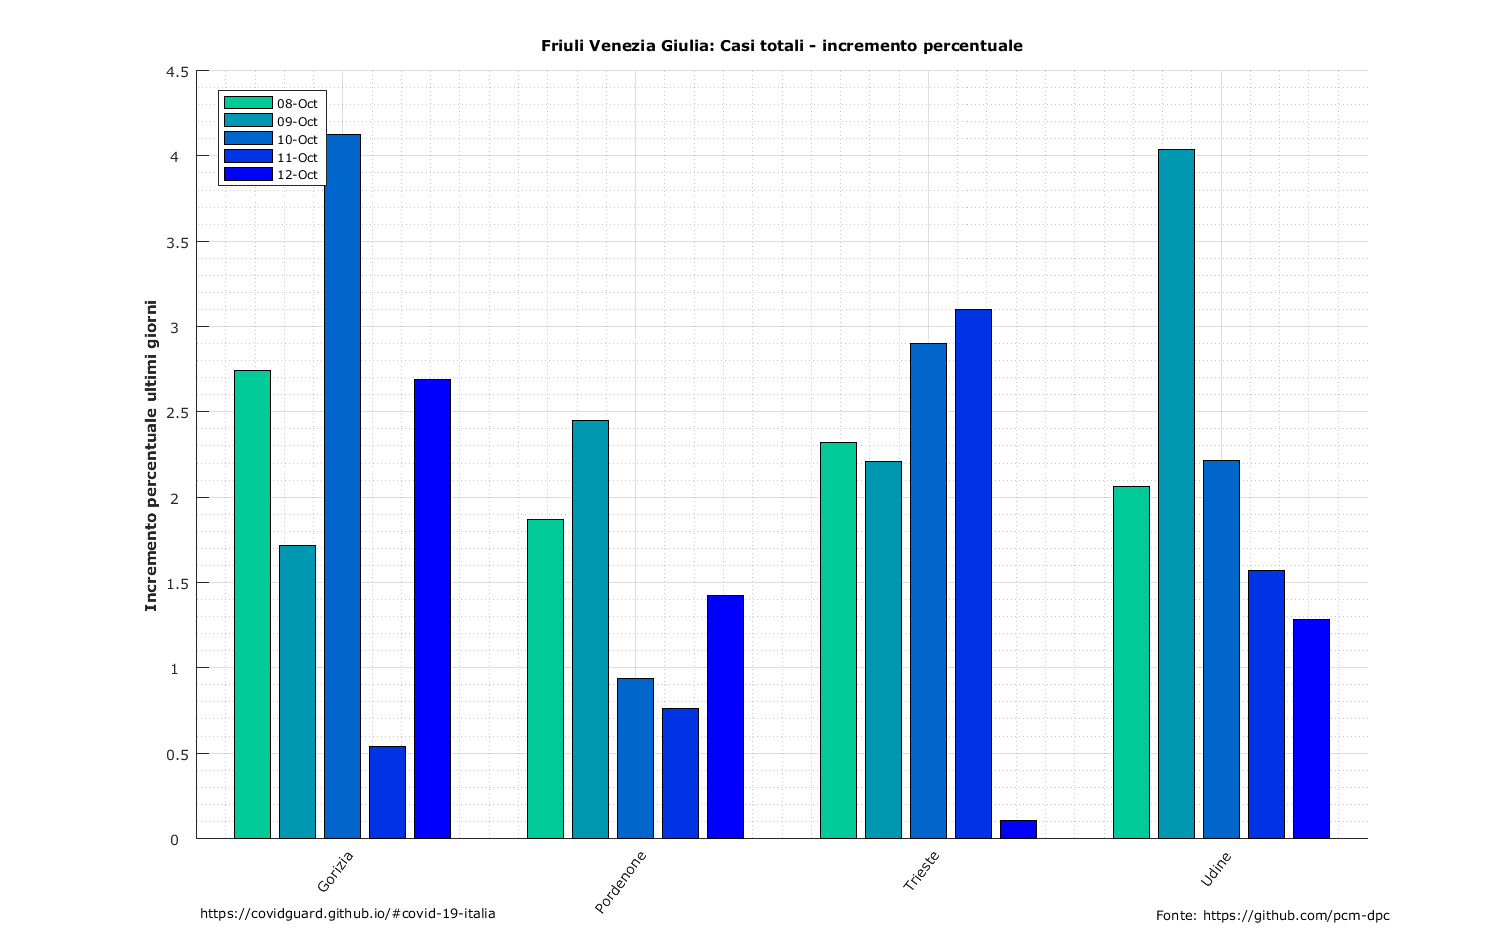 Friuli Venezia Giulia: Casi totali - incremento percentuale
Incremento percentuale ultimi giorni
4.5
4
3.5
3
2.5
2
1.5
1
0.5
0
08-Oct
09-Oct
10-Oct
11-Oct
12-Oct
Gorizia
Pordenone
Trieste
Udine
https://covidguard.github.io/#covid-19-italia
Fonte: https://github.com/pcm-dpc